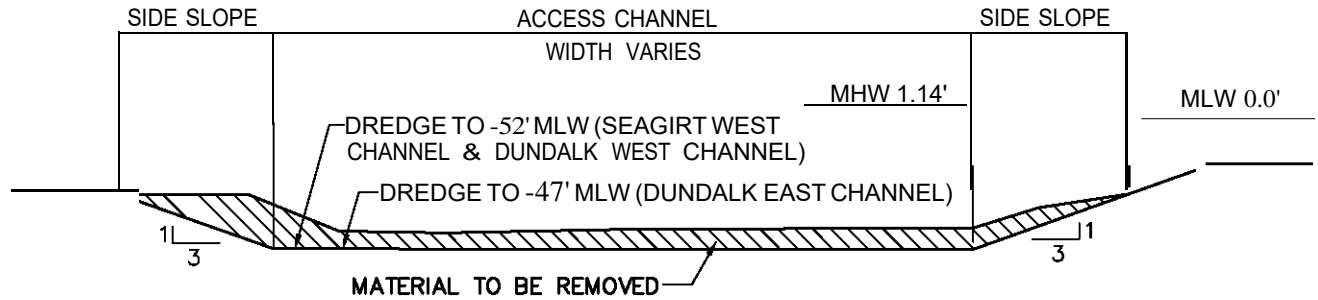 SIDE SLOPE
ACCESS CHANNEL
SIDE SLOPE
WIDTH VARIES
MHW 1.14'
MLW 0.0'
DREDGE TO -52' MLW (SEAGIRT WEST
CHANNEL & DUNDALK WEST CHANNEL)
DREDGE TO -47' MLW (DUNDALK EAST CHANNEL)
1
3
1
3
MATERIAL TO BE REMOVED